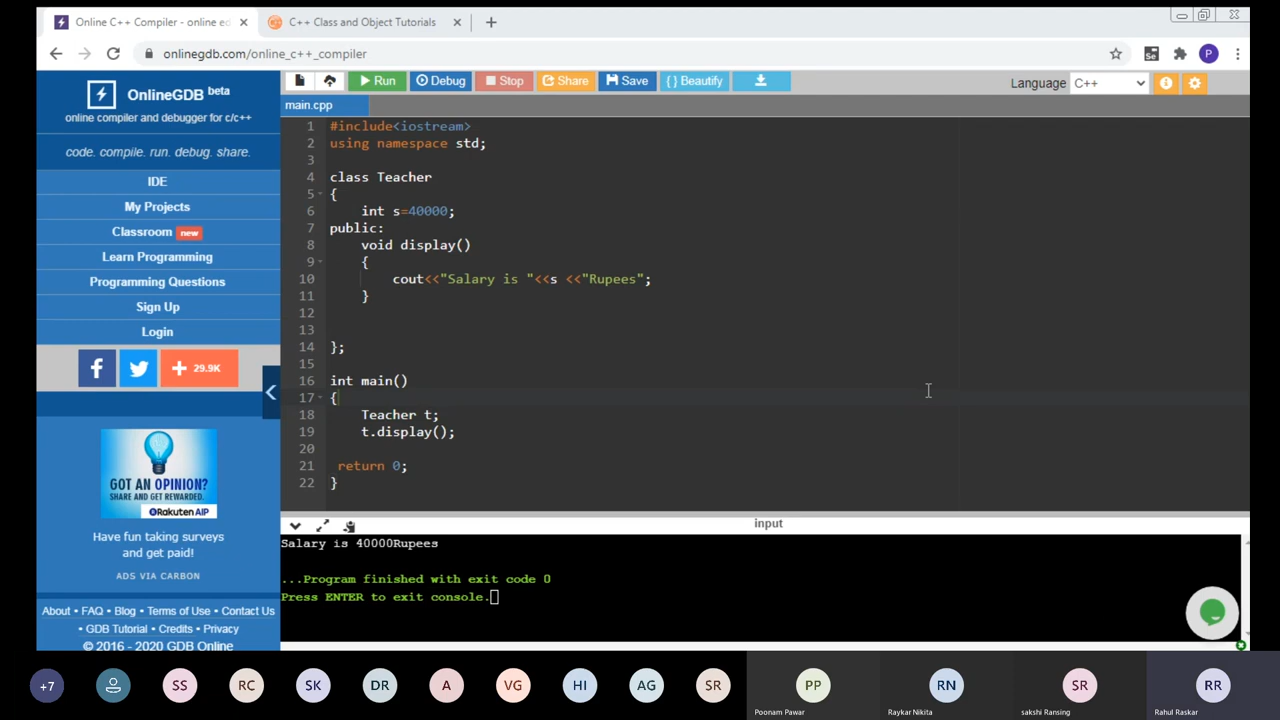 Online C++ Compiler - online ed
C++ Class and Object Tutorials
onlinegdb.com/online_c++_compiler
Se
P
Run
Debug
Stop
Share
Save
{ } Beautify
Language
C++
OnlineGDB beta
online compiler and debugger for c/c++
code. compile. run. debug. share.
IDE
My Projects
Classroom new
Learn Programming
Programming Questions
Sign Up
Login
f
+ 29.9K
GOT AN OPINION?
SHARE AND GET REWARDED.
Rakuten AIP
Have fun taking surveys
and get paid!
ADS VIA CARBON
About • FAQ • Blog • Terms of Use • Contact Us
• GDB Tutorial • Credits • Privacy
© 2016 - 2020 GDB Online
main.cpp
1 #include<iostream>
2 using namespace std;
3
4 class Teacher
5 {
6 int s=40000;
7 public:
8 void display()
9 {
10 cout<<"Salary is "<<s <<"Rupees";
11 }
12
13
14 };
15
16 int main()
17 {
18 Teacher t;
19 t.display();
20
21 return 0;
22 }
input
Salary is 40000Rupees
...Program finished with exit code 0
Press ENTER to exit console.
+7
SS
RC
SK
DR
A
VG
HI
AG
SR
PP
Poonam Pawar
RN
Raykar Nikita
SR
sakshi Ransing
RR
Rahul Raskar